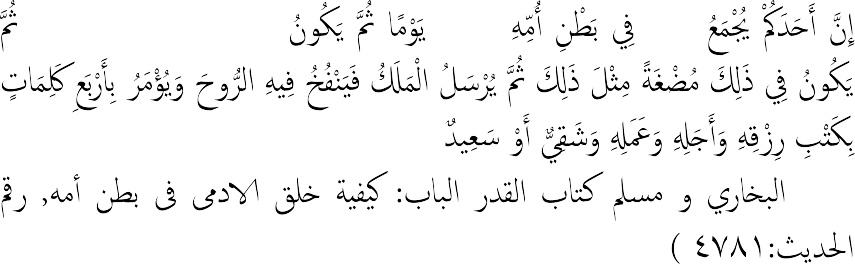 إِنَّ أَحَدَكُمْ يُجْمَعُ فِي بَطْنِ أُمِّهِ يَوْمًا ثُمَّ يَكُونُ ثُمَّ
يَكُونُ فِي ذَلِكَ مُضْغَةً مِثْلَ ذَلِكَ ثُمَّ يُرْسَلُ الْمَلَكُ فَيَنْفُخُ فِيهِ الرُّوحَ وَيُؤْمَرُ بِأَرْبَعِ كَلِمَاتٍ
بِكَتْبِ رِزْقِهِ وَأَجَلِهِ وَعَمَلِهِ وَشَقِيٌّ أَوْ سَعِيدٌ
البخاري و مسلم كتاب القدر الباب: كيفية خلق الادمى فى بطن أمه, رقم
الحديث:٤٧٨١ )